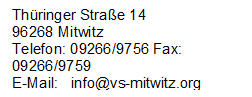 Thüringer Straße 14
96268 Mitwitz
Telefon: 09266/9756 Fax:
09266/9759
E-Mail: info@vs-mitwitz.org